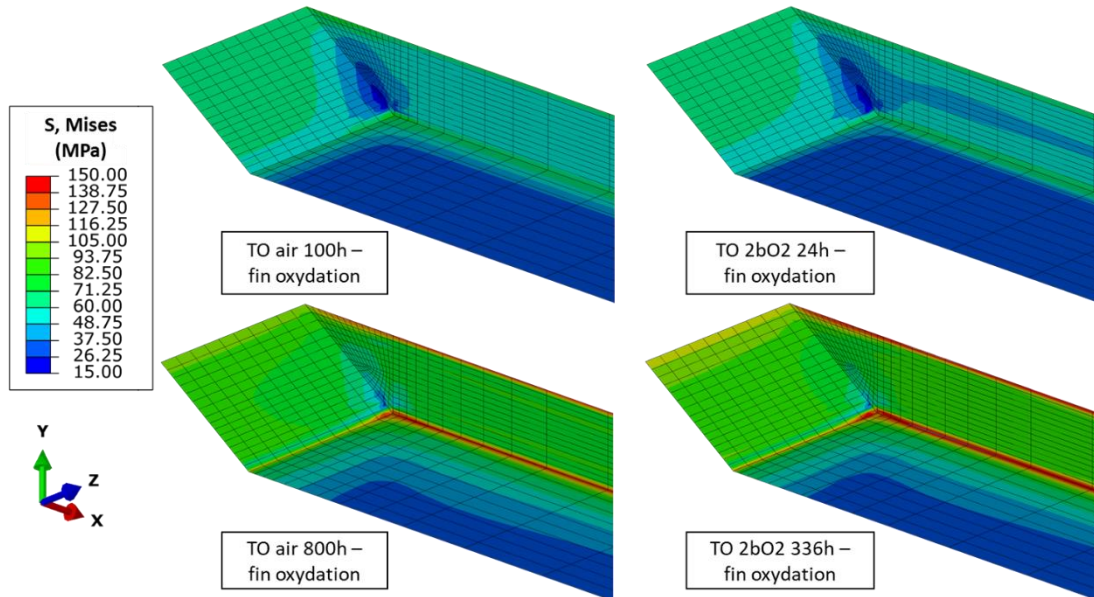 S, Mises
(MPa)
150.00
138.75
127.50
116.25
105.00
93.75
82.50
71.25
60.00
48.75
37.50
26.25
15.00
Y
Z
X
TO air 100h –
fin oxydation
TO 2bO2 24h –
fin oxydation
TO air 800h –
fin oxydation
TO 2bO2 336h –
fin oxydation